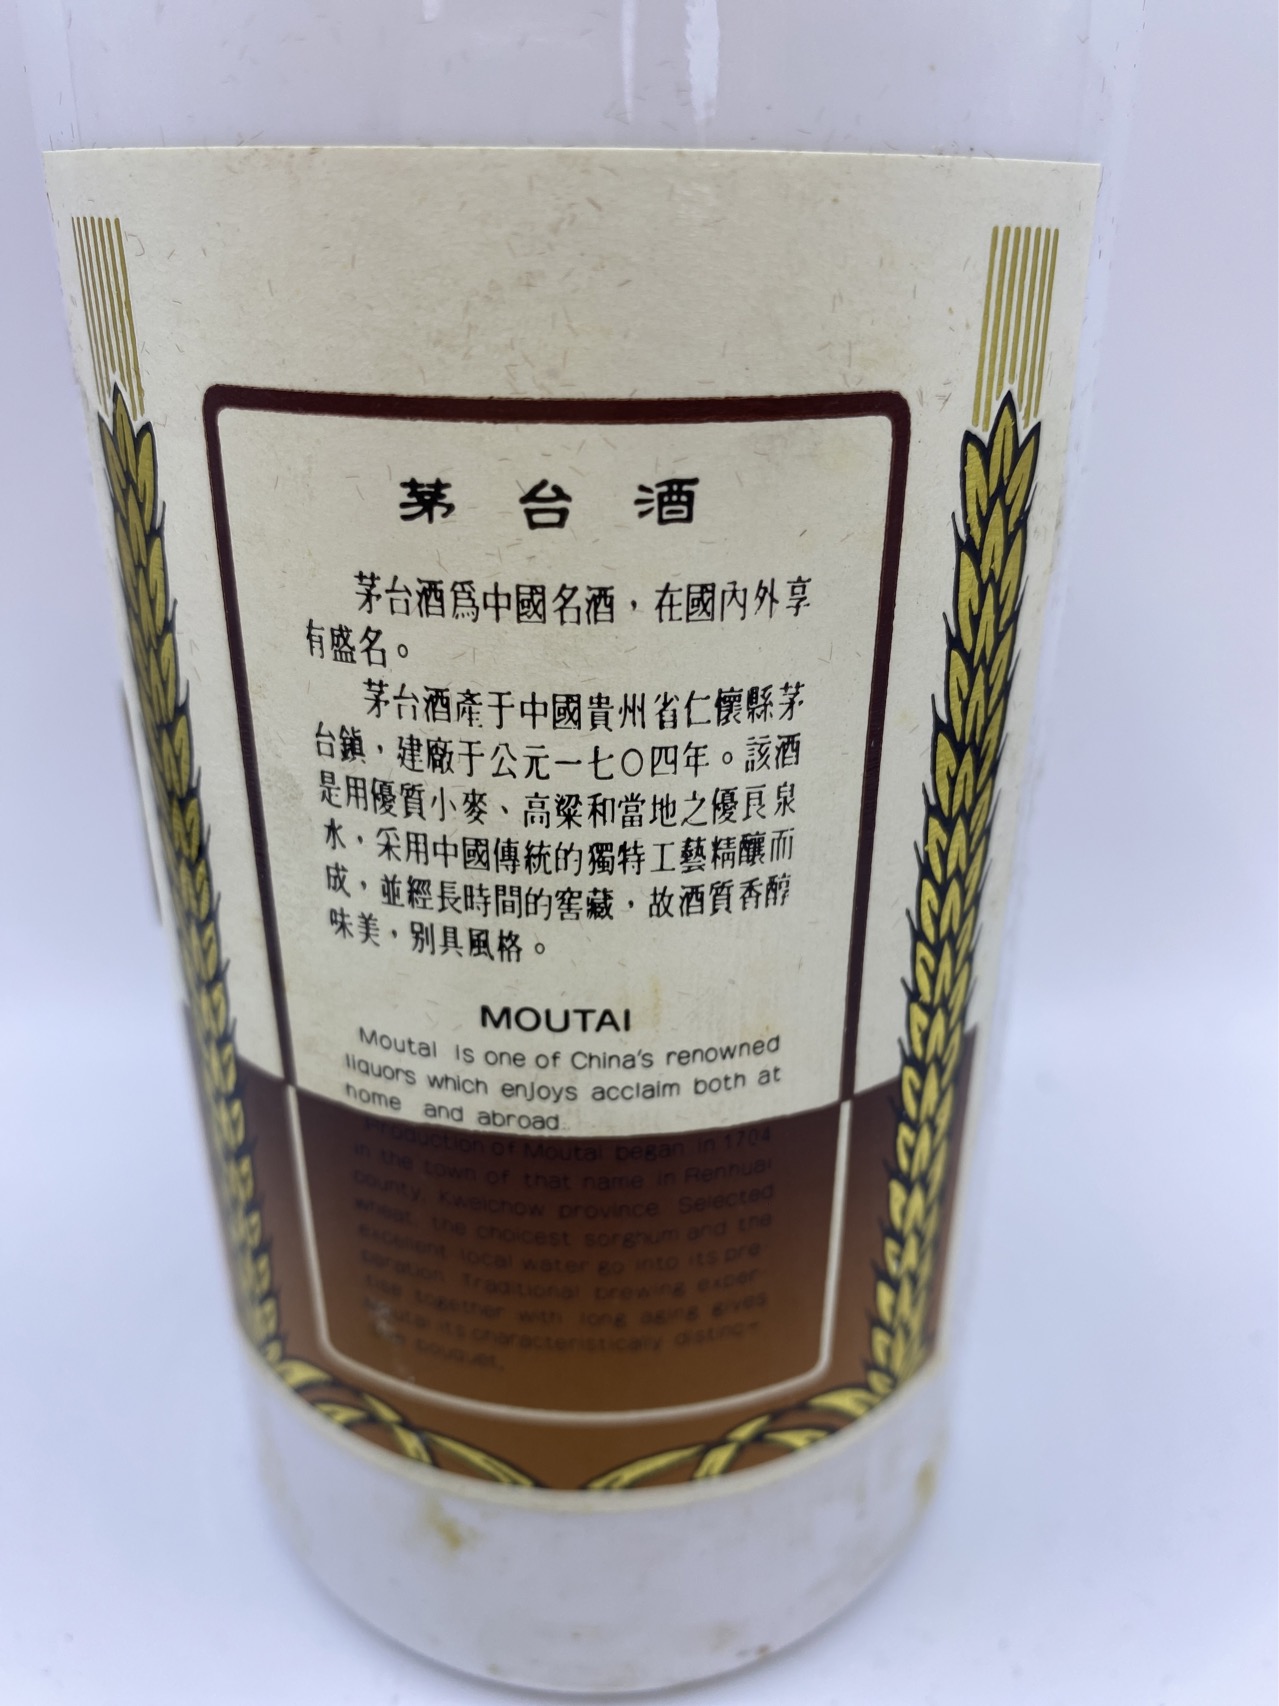 茅台酒
茅台酒爲中國名酒，在國內外享
有盛名。
茅台酒產于中國貴州省仁懷縣茅
台鎮，建廠于公元一七〇四年。該酒
是用優質小麥、高粱和當地之優良泉
水，采用中國傳統的獨特工藝精釀而
成，並經長時間的窖藏，故酒質香醇
味美，别具風格。
MOUTAI
Moutai is one of China's renowned
liquors which enjoys acclaim both at
home and abroad.
Production of Moutai began in 1704
in the town of that name in Renhuai
county, Kweichow province. Selected
wheat, the choicest sorghum and the
excellent local water go into its pre
paration. Traditional brewing exper
together with long aging gives
Moutai its characteristically distinc-
bouquet.